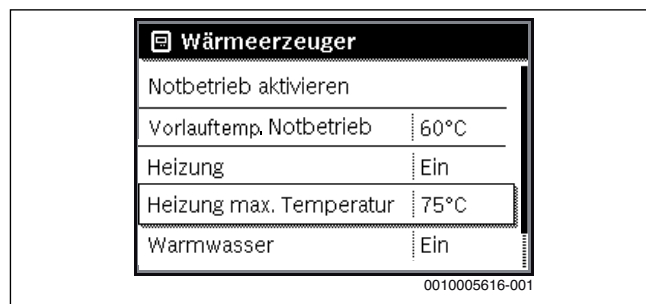 Wärmeerzeuger
Notbetrieb aktivieren
Vorlauftemp. Notbetrieb 60°C
Heizung Ein
Heizung max. Temperatur 75°C
Warmwasser Ein
0010005616-001